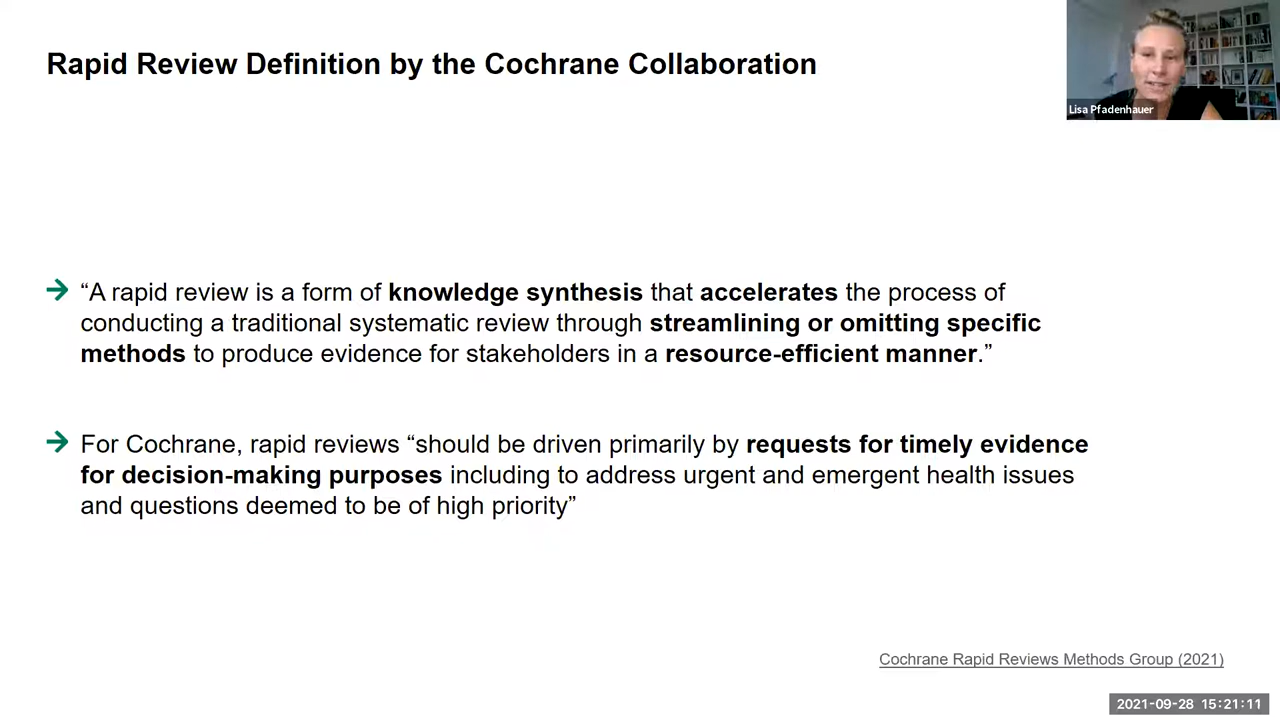 Rapid Review Definition by the Cochrane Collaboration
Lisa Pfadenhauer
“A rapid review is a form of knowledge synthesis that accelerates the process of
conducting a traditional systematic review through streamlining or omitting specific
methods to produce evidence for stakeholders in a resource-efficient manner.”
For Cochrane, rapid reviews “should be driven primarily by requests for timely evidence
for decision-making purposes including to address urgent and emergent health issues
and questions deemed to be of high priority”
Cochrane Rapid Reviews Methods Group (2021)
2021-09-28 15:21:11